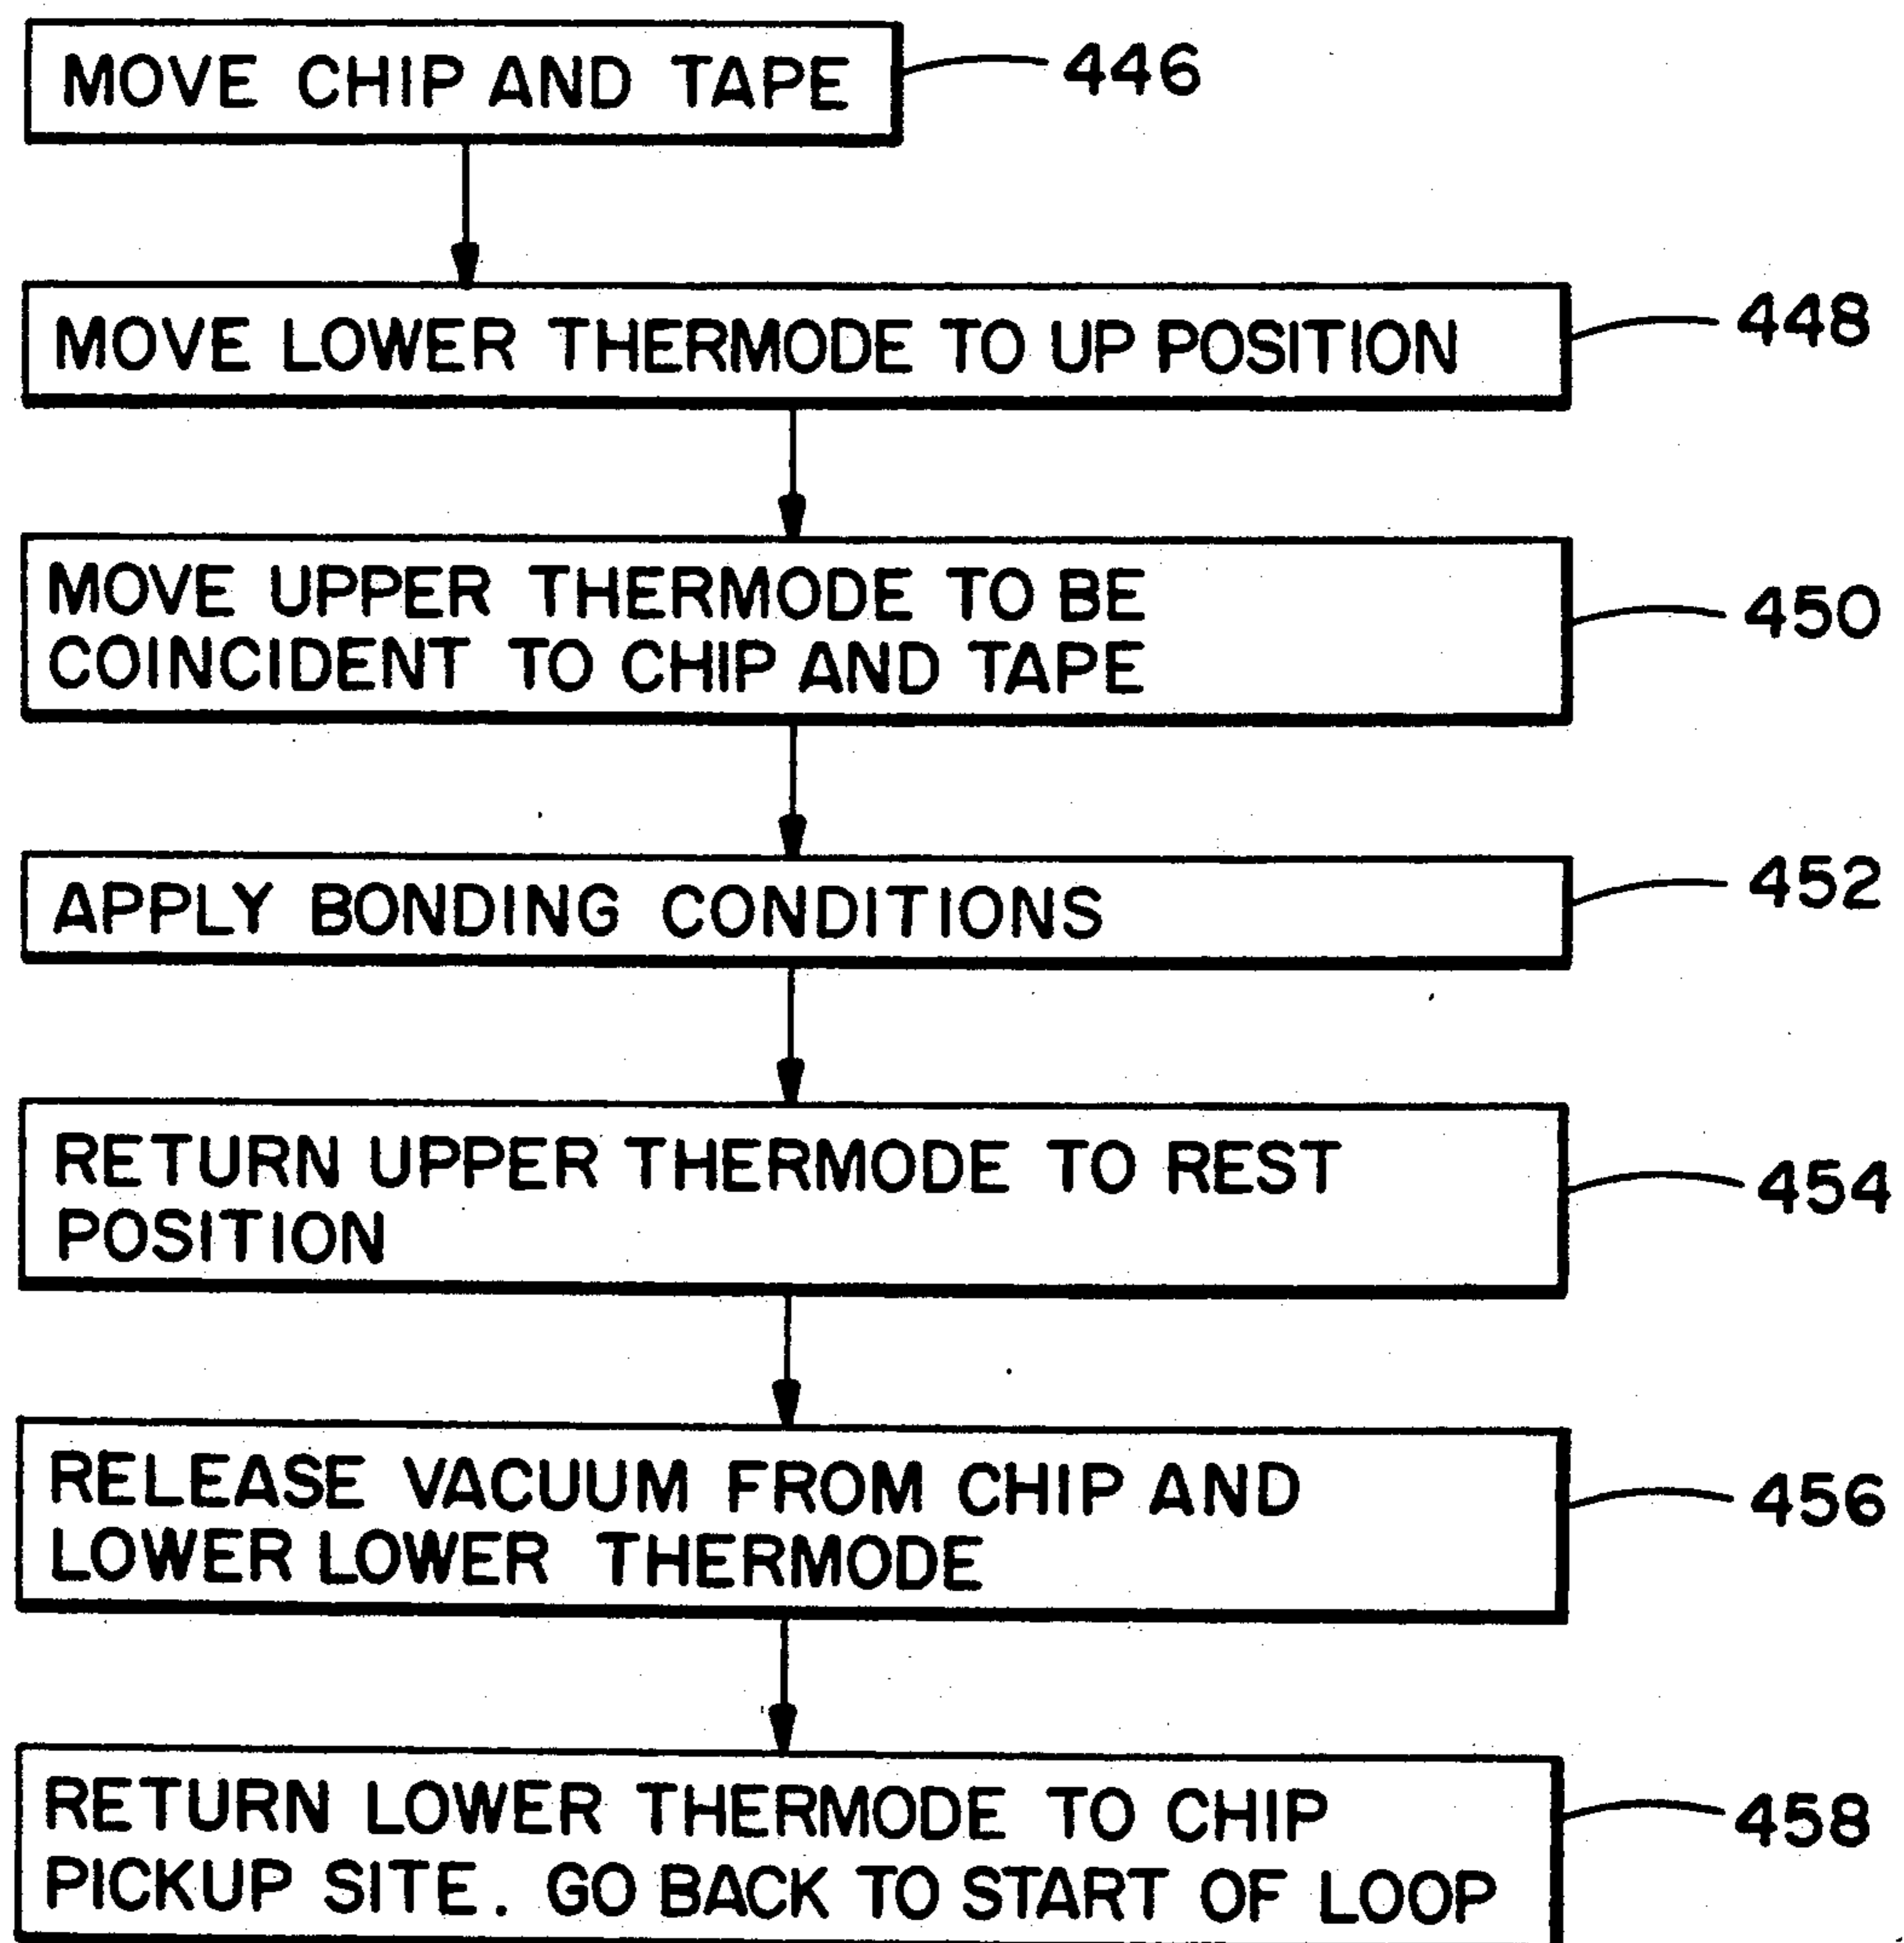 MOVE CHIP AND TAPE 446
MOVE LOWER THERMODE TO UP POSITION 448
MOVE UPPER THERMODE TO BE
COINCIDENT TO CHIP AND TAPE 450
APPLY BONDING CONDITIONS 452
RETURN UPPER THERMODE TO REST
POSITION 454
RELEASE VACUUM FROM CHIP AND
LOWER LOWER THERMODE 456
RETURN LOWER THERMODE TO CHIP
PICKUP SITE. GO BACK TO START OF LOOP 458